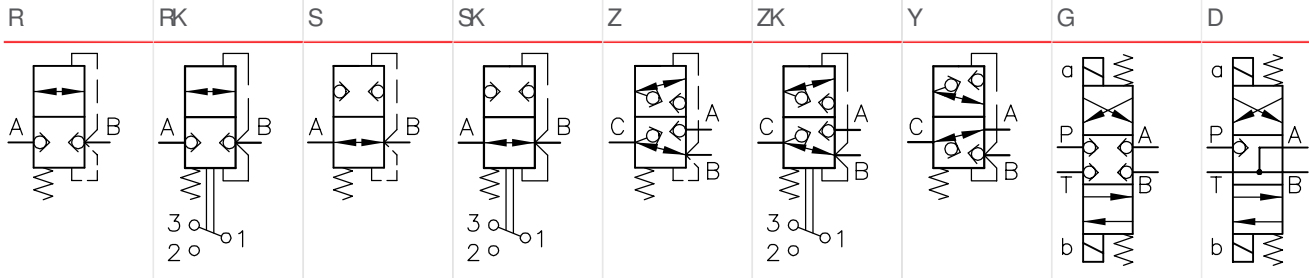 R RK S SK Z ZK Y G D
a a
A B A B A B A B C A C A C A P A P A
B B B T B T B
3 1 3 1 3 1 b b
2 2 2